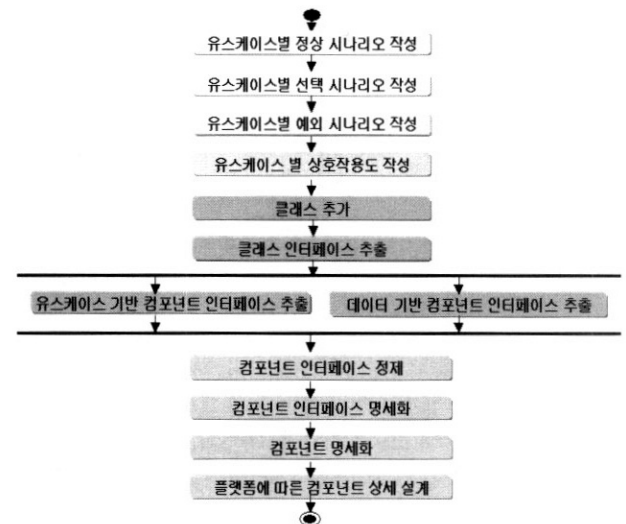 유스케이스별 정상 시나리오 작성
유스케이스별 선택 시나리오 작성
유스케이스별 예외 시나리오 작성
유스케이스 별 상호작용도 작성
클래스 추가
클래스 인터페이스 추출
유스케이스 기반 컴포넌트 인터페이스 추출
데이터 기반 컴포넌트 인터페이스 추출
컴포넌트 인터페이스 정제
컴포넌트 인터페이스 명세화
컴포넌트 명세화
플랫폼에 따른 컴포넌트 상세 설계